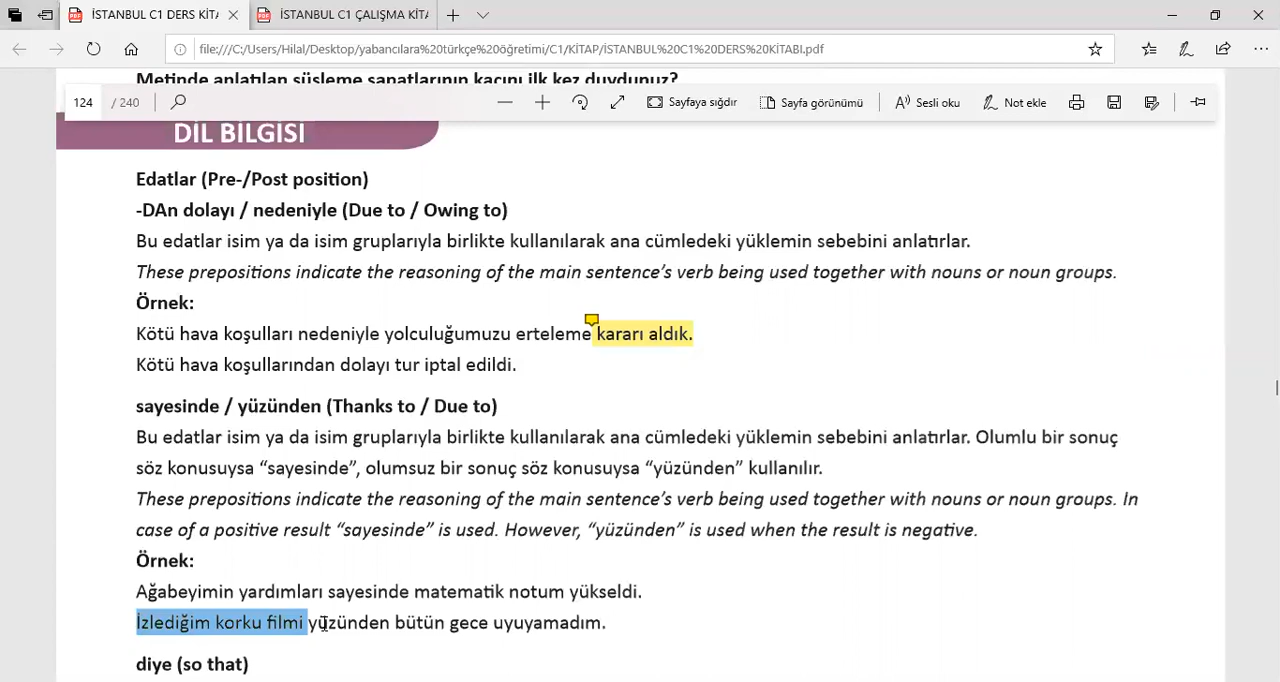 İSTANBUL C1 DERS KİTA
İSTANBUL C1 ÇALIŞMA KİTA
file:///C:/Users/Hilal/Desktop/yabancılara%20türkçe%20öğretimi/C1/KİTAP/İSTANBUL%20C1%20DERS%20KİTABI.pdf
Metinde anlatılan süsleme sanatlarının kaçını ilk kez duydunuz?
124 / 240 Sayfaya sığdır Sayfa görünümü Sesli oku Not ekle
DİL BİLGİSİ
Edatlar (Pre-/Post position)
-DAn dolayı / nedeniyle (Due to / Owing to)
Bu edatlar isim ya da isim gruplarıyla birlikte kullanılarak ana cümledeki yüklemin sebebini anlatırlar.
These prepositions indicate the reasoning of the main sentence's verb being used together with nouns or noun groups.
Örnek:
Kötü hava koşulları nedeniyle yolculuğumuzu erteleme kararı aldık.
Kötü hava koşullarından dolayı tur iptal edildi.
sayesinde / yüzünden (Thanks to / Due to)
Bu edatlar isim ya da isim gruplarıyla birlikte kullanılarak ana cümledeki yüklemin sebebini anlatırlar. Olumlu bir sonuç
söz konusuysa “sayesinde”, olumsuz bir sonuç söz konusuysa “yüzünden” kullanılır.
These prepositions indicate the reasoning of the main sentence's verb being used together with nouns or noun groups. In
case of a positive result “sayesinde” is used. However, “yüzünden” is used when the result is negative.
Örnek:
Ağabeyimin yardımları sayesinde matematik notum yükseldi.
İzlediğim korku filmi yüzünden bütün gece uyuyamadım.
diye (so that)